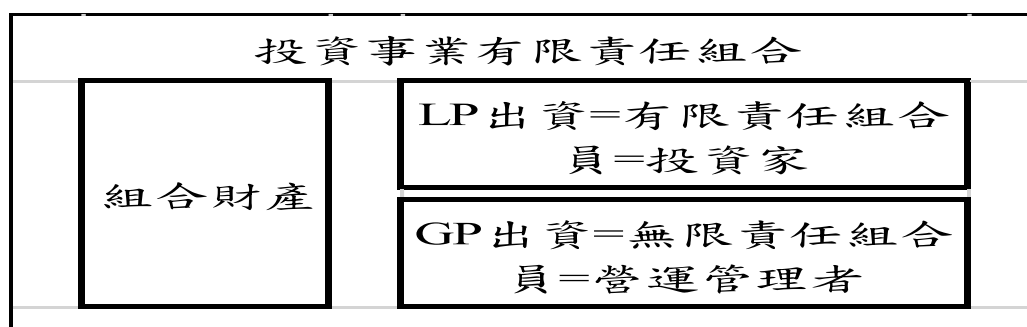 投資事業有限責任組合
LP出資=有限責任組合
員=投資家
組合財產
GP出資=無限責任組合
員=營運管理者